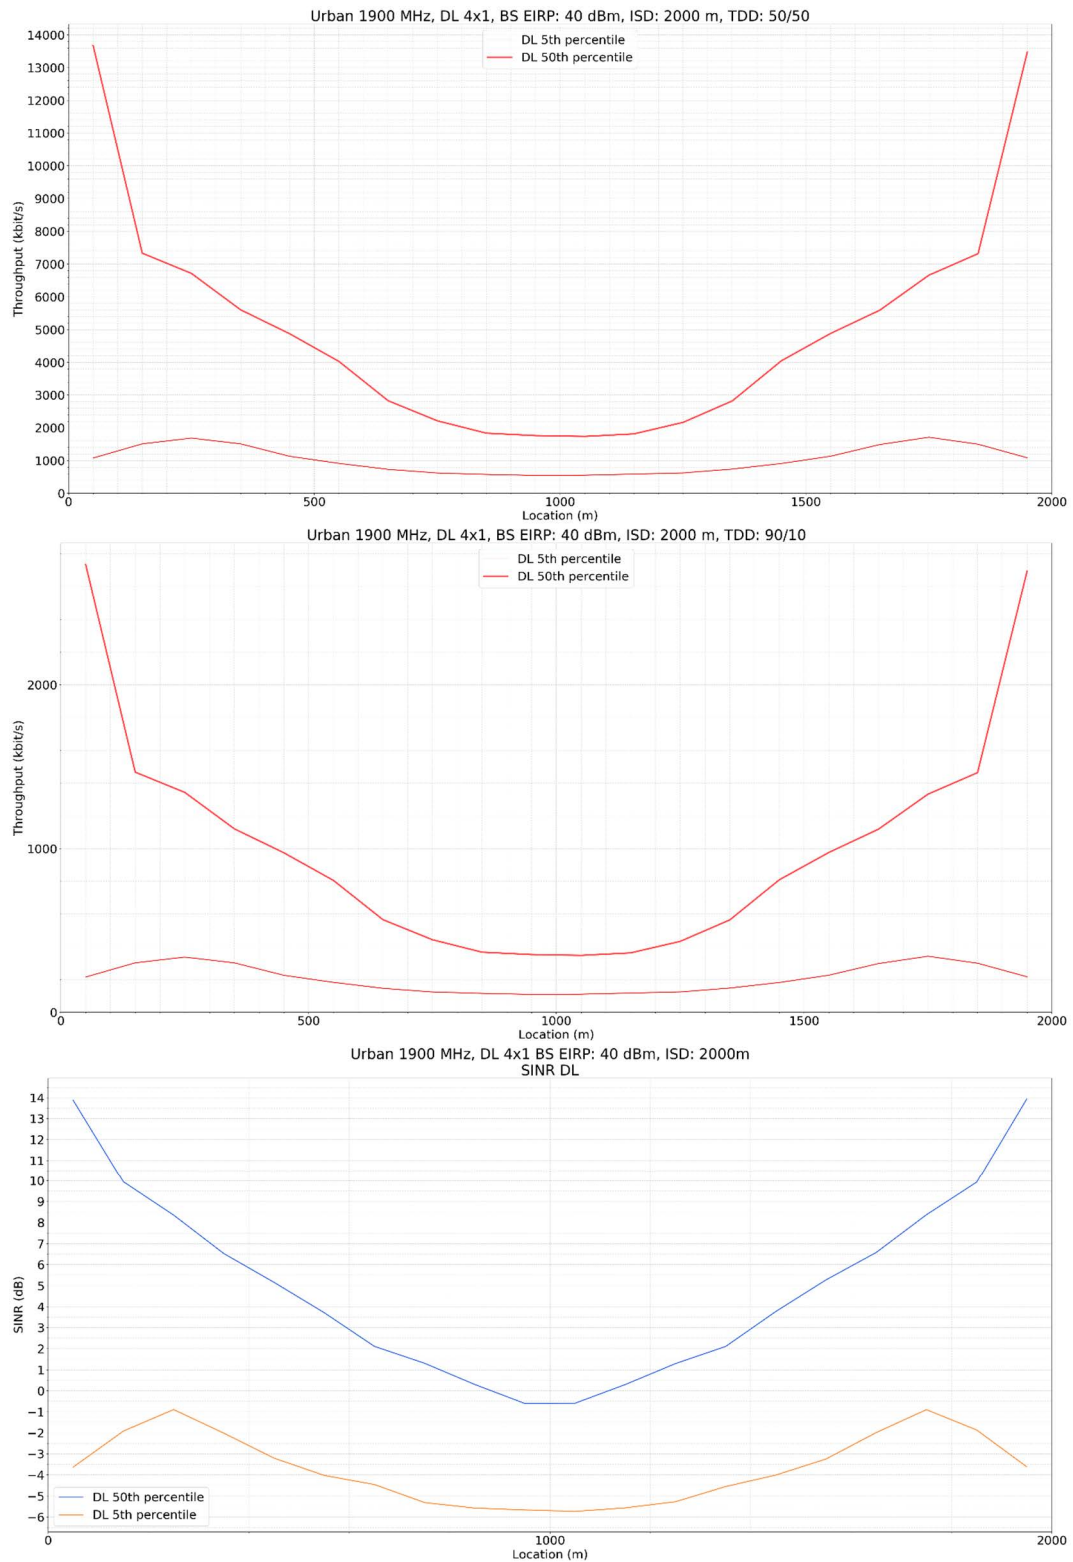 Urban 1900 MHz, DL 4x1, BS EIRP: 40 dBm, ISD: 2000 m, TDD: 50/50
DL 5th percentile
DL 50th percentile
14000
13000
12000
11000
10000
9000
8000
7000
6000
5000
4000
3000
2000
1000
0
Throughput (kbit/s)
0 500 1000 1500 2000
Location (m)
Urban 1900 MHz, DL 4x1, BS EIRP: 40 dBm, ISD: 2000 m, TDD: 90/10
DL 5th percentile
DL 50th percentile
2000
1000
0
Throughput (kbit/s)
0 500 1000 1500 2000
Location (m)
Urban 1900 MHz, DL 4x1 BS EIRP: 40 dBm, ISD: 2000m
SINR DL
14
13
12
11
10
9
8
7
6
5
4
3
2
1
0
−1
−2
−3
−4
−5
−6
SINR (dB)
DL 50th percentile
DL 5th percentile
0 1000 2000
Location (m)